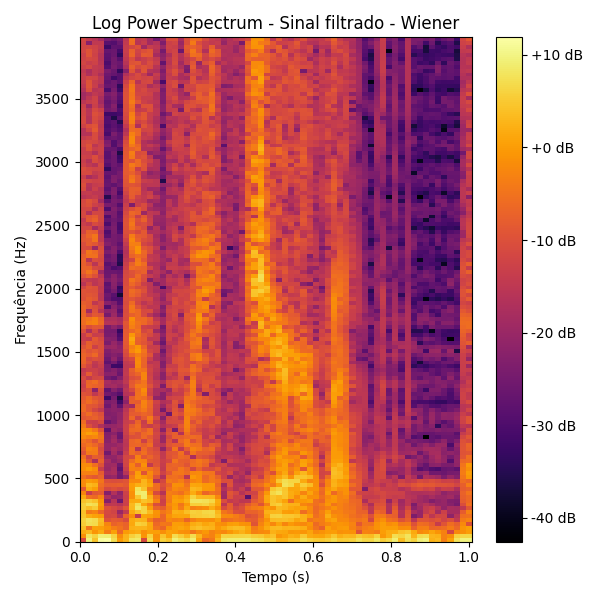 Log Power Spectrum - Sinal filtrado - Wiener
Frequência (Hz)
3500
3000
2500
2000
1500
1000
500
0
0.0 0.2 0.4 0.6 0.8 1.0
Tempo (s)
+10 dB
+0 dB
-10 dB
-20 dB
-30 dB
-40 dB